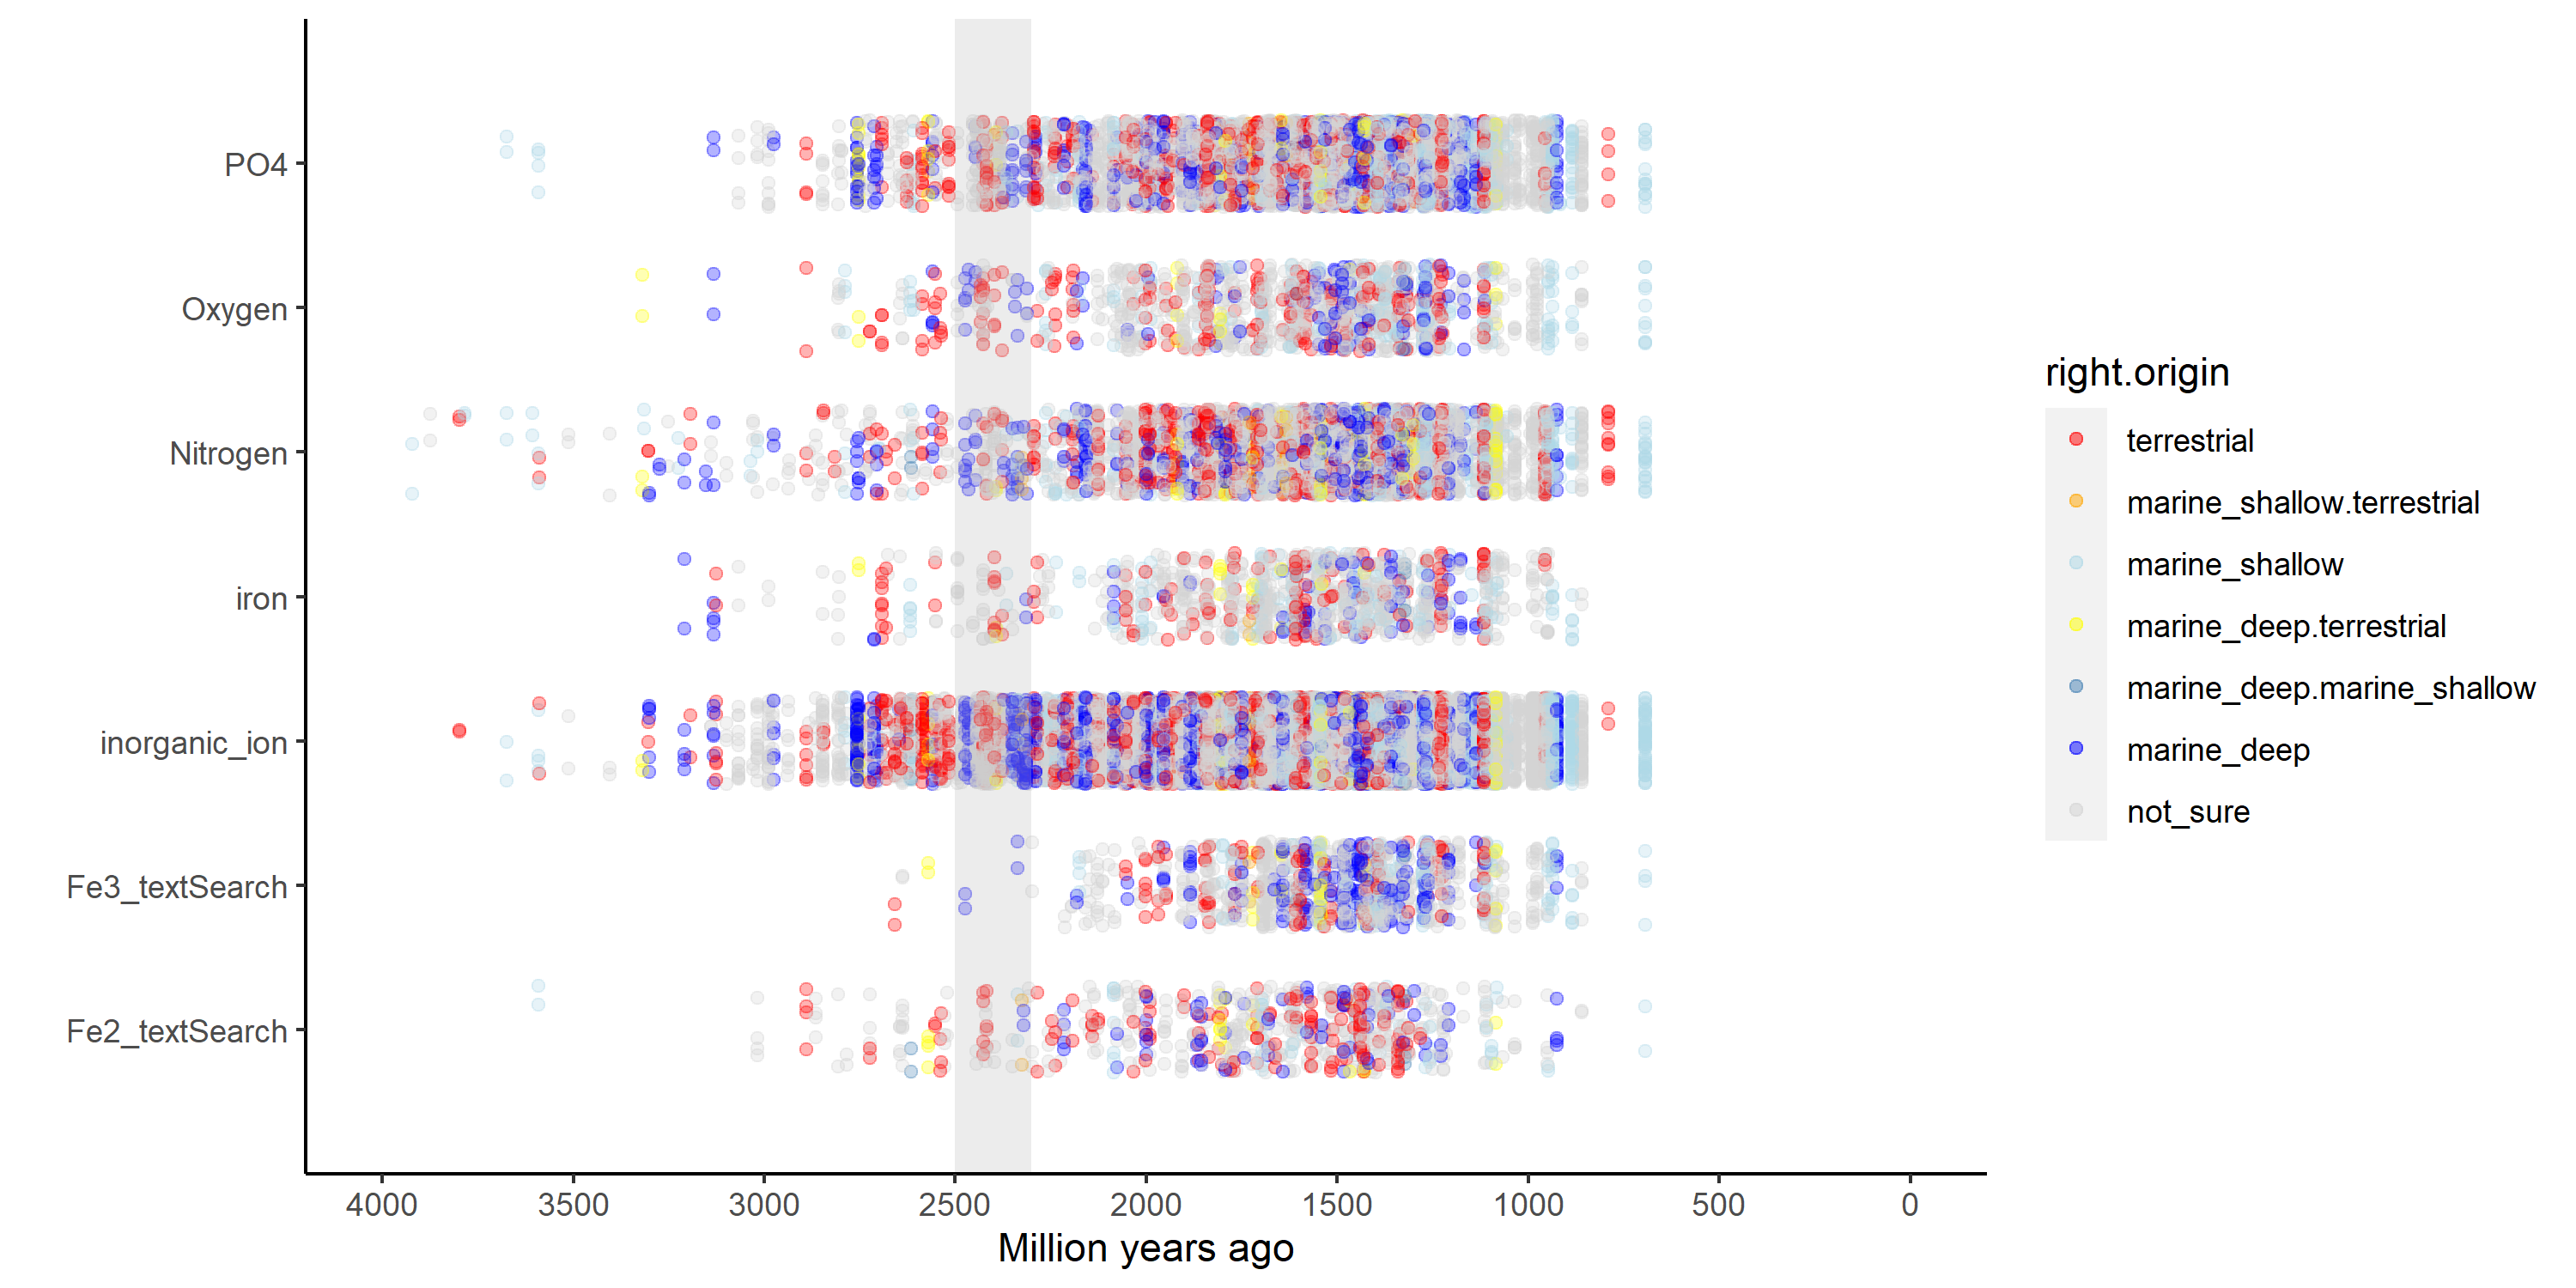 PO4
Oxygen
Nitrogen
iron
inorganic_ion
Fe3_textSearch
Fe2_textSearch
4000 3500 3000 2500 2000 1500 1000 500 0
Million years ago
right.origin
terrestrial
marine_shallow.terrestrial
marine_shallow
marine_deep.terrestrial
marine_deep.marine_shallow
marine_deep
not_sure